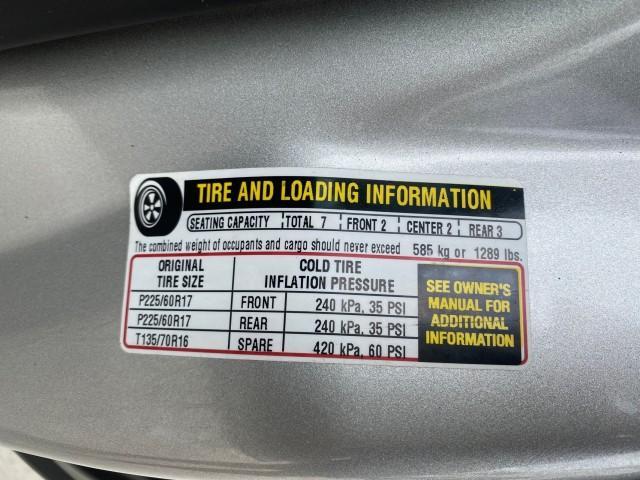 TIRE AND LOADING INFORMATION
SEATING CAPACITY TOTAL 7 FRONT 2 CENTER 2 REAR 3
The combined weight of occupants and cargo should never exceed 585 kg or 1289 lbs.
ORIGINAL TIRE SIZE
COLD TIRE INFLATION PRESSURE
P225/60R17 FRONT 240 kPa, 35 PSI
P225/60R17 REAR 240 kPa, 35 PSI
T135/70R16 SPARE 420 kPa, 60 PSI
SEE OWNER'S
MANUAL FOR
ADDITIONAL
INFORMATION